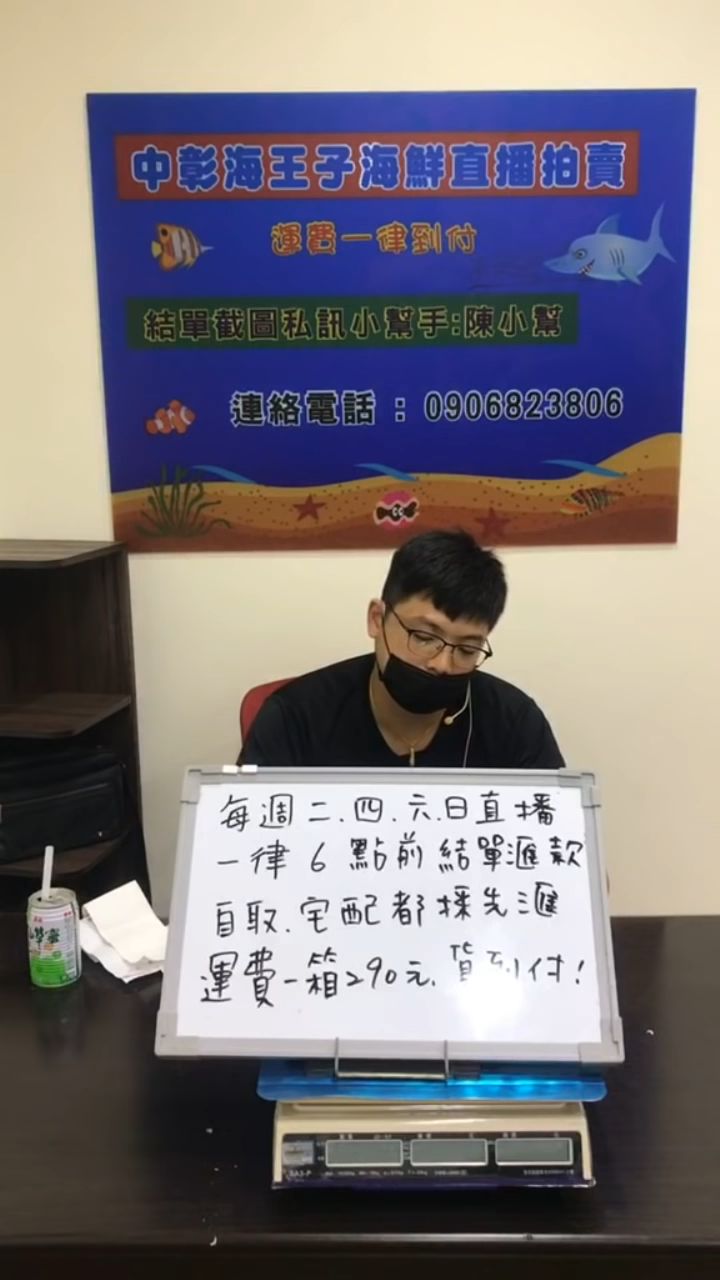 中彰海王子海鮮直播拍賣
運費一律到付
結單截圖私訊小幫手:陳小幫
連絡電話 : 0906823806
每週二.四.六.日直播
一律6點前結單匯款
自取.宅配都採先匯
運費一箱290元.貨到付!